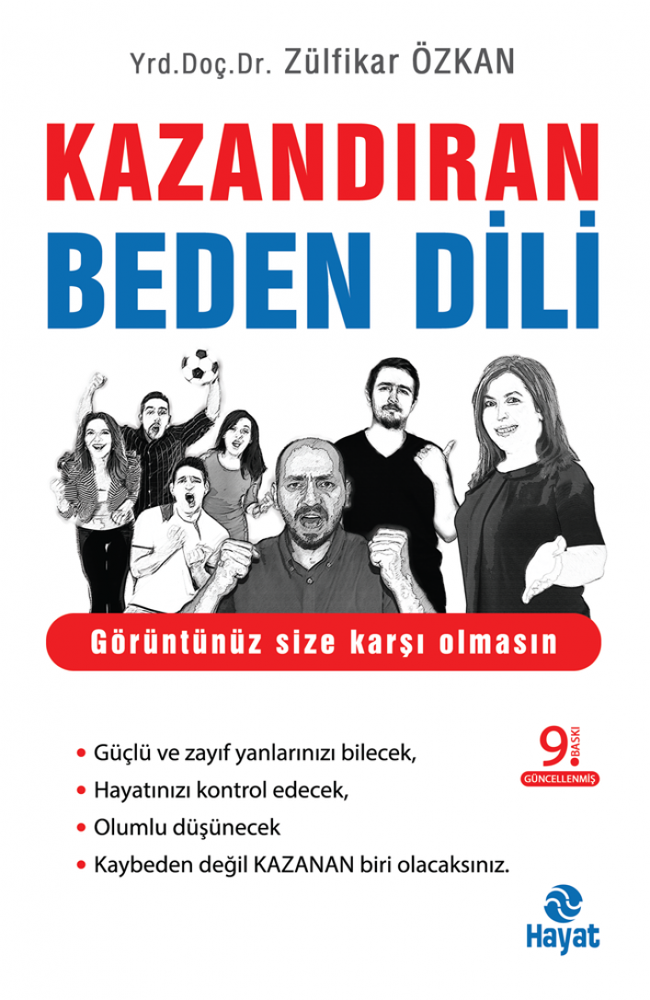 Yrd.Doç.Dr. Zülfikar ÖZKAN
KAZANDIRAN
BEDEN DİLİ
Görüntünüz size karşı olmasın
• Güçlü ve zayıf yanlarınızı bilecek,
• Hayatınızı kontrol edecek,
• Olumlu düşünecek
• Kaybeden değil KAZANAN biri olacaksınız.
9. BASKI
GÜNCELLENMİŞ
Hayat